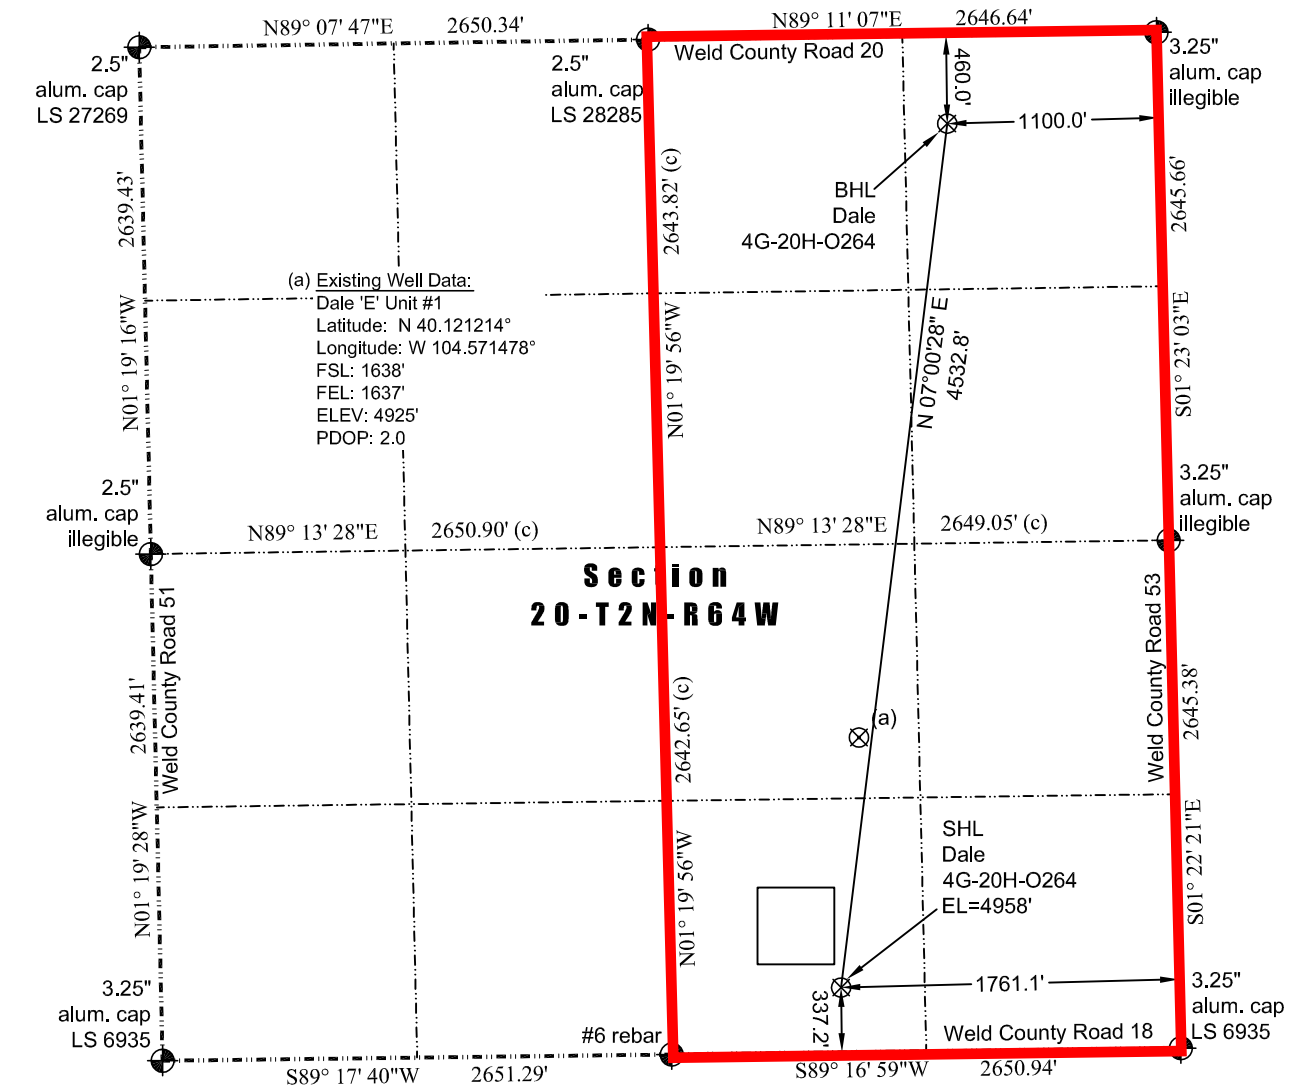 N89° 07' 47"E 2650.34'
N89° 11' 07"E 2646.64'
2.5"
alum. cap
LS 27269
2.5"
alum. cap
LS 28285
Weld County Road 20
3.25"
alum. cap
illegible
460.0'
1100.0'
BHL
Dale
4G-20H-O264
2639.43'
N01° 19' 16"W
2643.82' (c)
N01° 19' 56"W
2645.66'
S01° 23' 03"E
(a) Existing Well Data:
Dale 'E' Unit #1
Latitude: N 40.121214°
Longitude: W 104.571478°
FSL: 1638'
FEL: 1637'
ELEV: 4925'
PDOP: 2.0
N 07°00'28" E
4532.8'
2.5"
alum. cap
illegible
3.25"
alum. cap
illegible
N89° 13' 28"E 2650.90' (c)
N89° 13' 28"E 2649.05' (c)
Section
20-T2N-R64W
Weld County Road 51
2639.41'
N01° 19' 28"W
2642.65' (c)
N01° 19' 56"W
Weld County Road 53
2645.38'
S01° 22' 21"E
(a)
SHL
Dale
4G-20H-O264
EL=4958'
1761.1'
337.2'
3.25"
alum. cap
LS 6935
#6 rebar
Weld County Road 18
3.25"
alum. cap
LS 6935
S89° 17' 40"W 2651.29'
S89° 16' 59"W 2650.94'